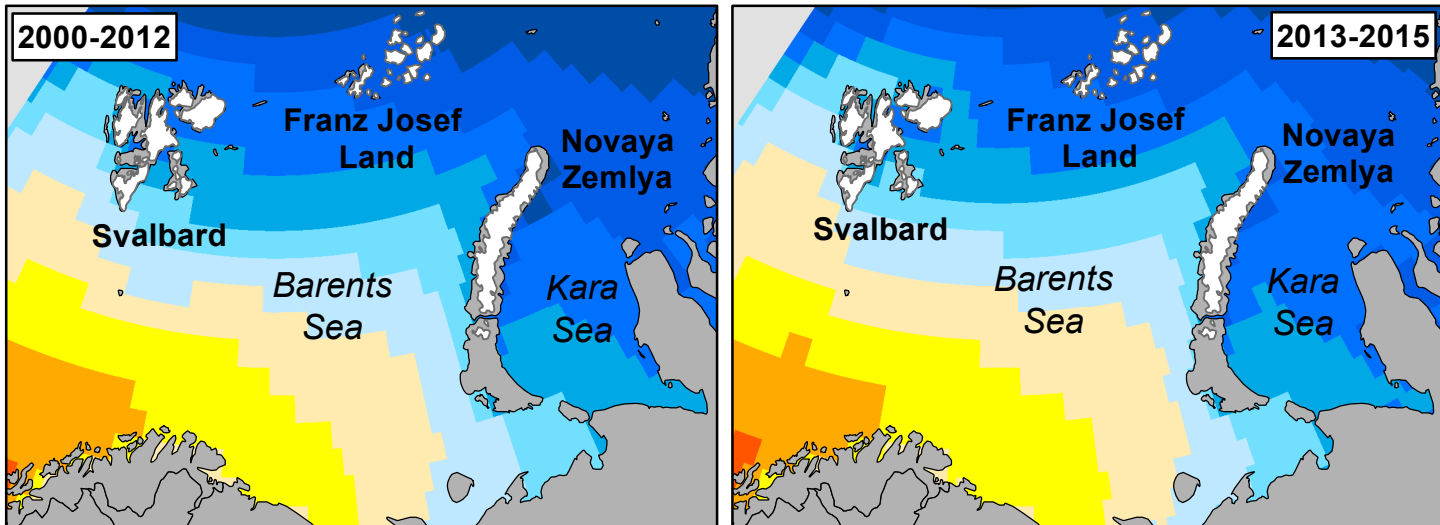 2000-2012
Franz Josef
Land
Novaya
Zemlya
Svalbard
Barents
Sea
Kara
Sea
2013-2015
Franz Josef
Land
Novaya
Zemlya
Svalbard
Barents
Sea
Kara
Sea